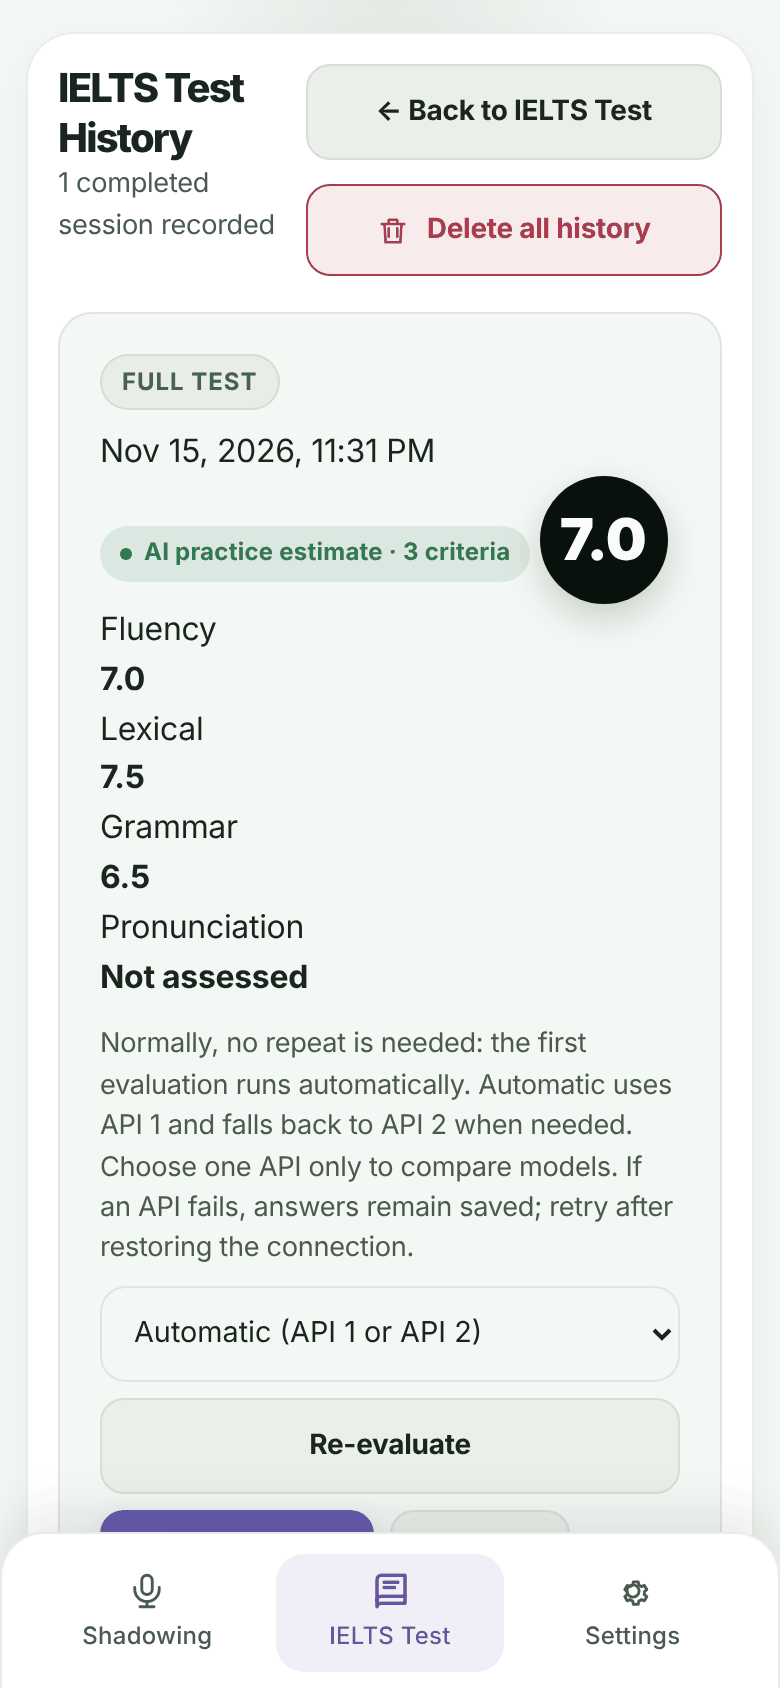 IELTS Test
History
1 completed
session recorded
← Back to IELTS Test
Delete all history
FULL TEST
Nov 15, 2026, 11:31 PM
AI practice estimate · 3 criteria
7.0
Fluency
7.0
Lexical
7.5
Grammar
6.5
Pronunciation
Not assessed
Normally, no repeat is needed: the first
evaluation runs automatically. Automatic uses
API 1 and falls back to API 2 when needed.
Choose one API only to compare models. If
an API fails, answers remain saved; retry after
restoring the connection.
Automatic (API 1 or API 2)
Re-evaluate
Shadowing
IELTS Test
Settings